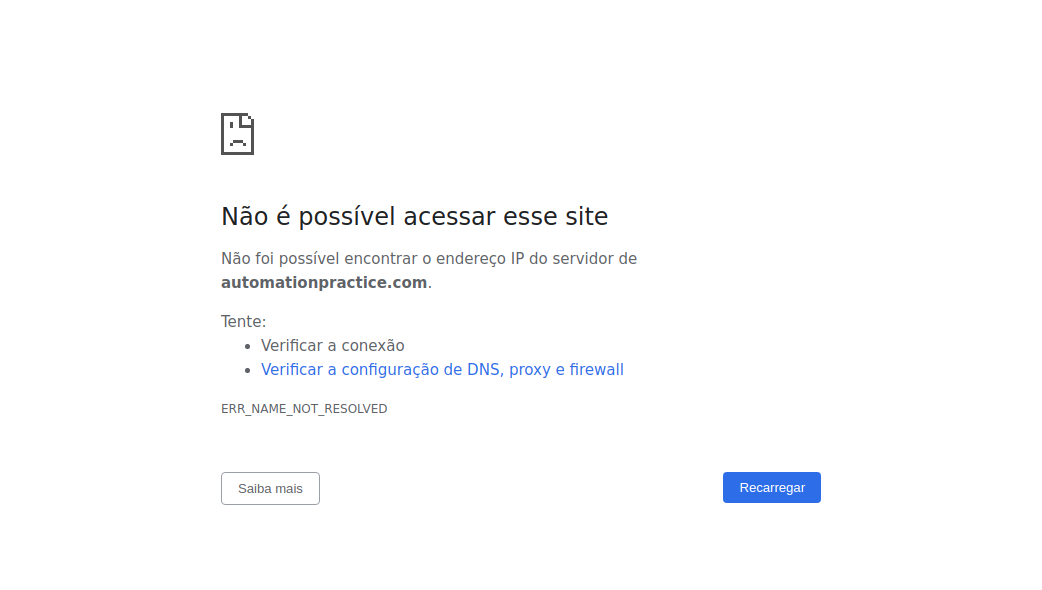 Não é possível acessar esse site
Não foi possível encontrar o endereço IP do servidor de
automationpractice.com.
Tente:
Verificar a conexão
Verificar a configuração de DNS, proxy e firewall
ERR_NAME_NOT_RESOLVED
Saiba mais
Recarregar